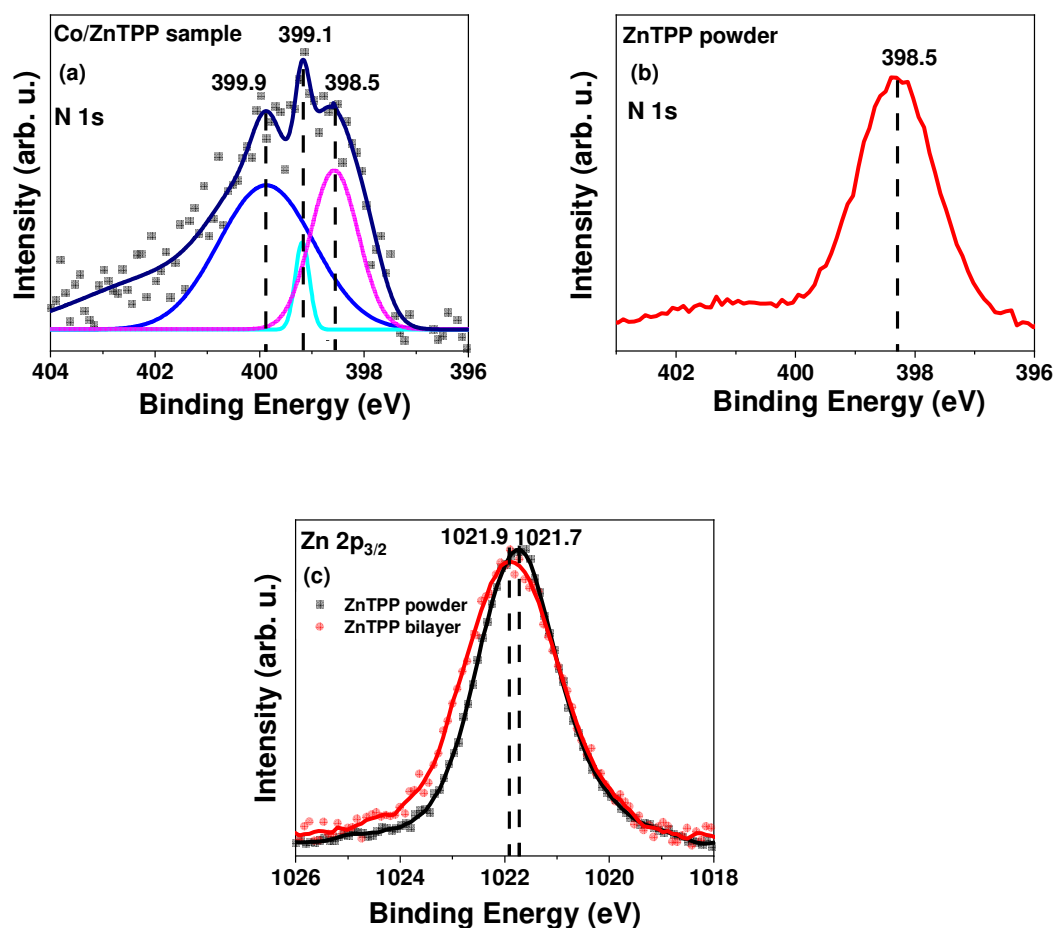 Co/ZnTPP sample
399.1
(a)
399.9
398.5
N 1s
Intensity (arb. u.)
404
402
400
398
396
Binding Energy (eV)
ZnTPP powder
398.5
(b)
N 1s
Intensity (arb. u.)
402
400
398
396
Binding Energy (eV)
Zn 2p3/2
1021.9
1021.7
(c)
ZnTPP powder
ZnTPP bilayer
Intensity (arb. u.)
1026
1024
1022
1020
1018
Binding Energy (eV)